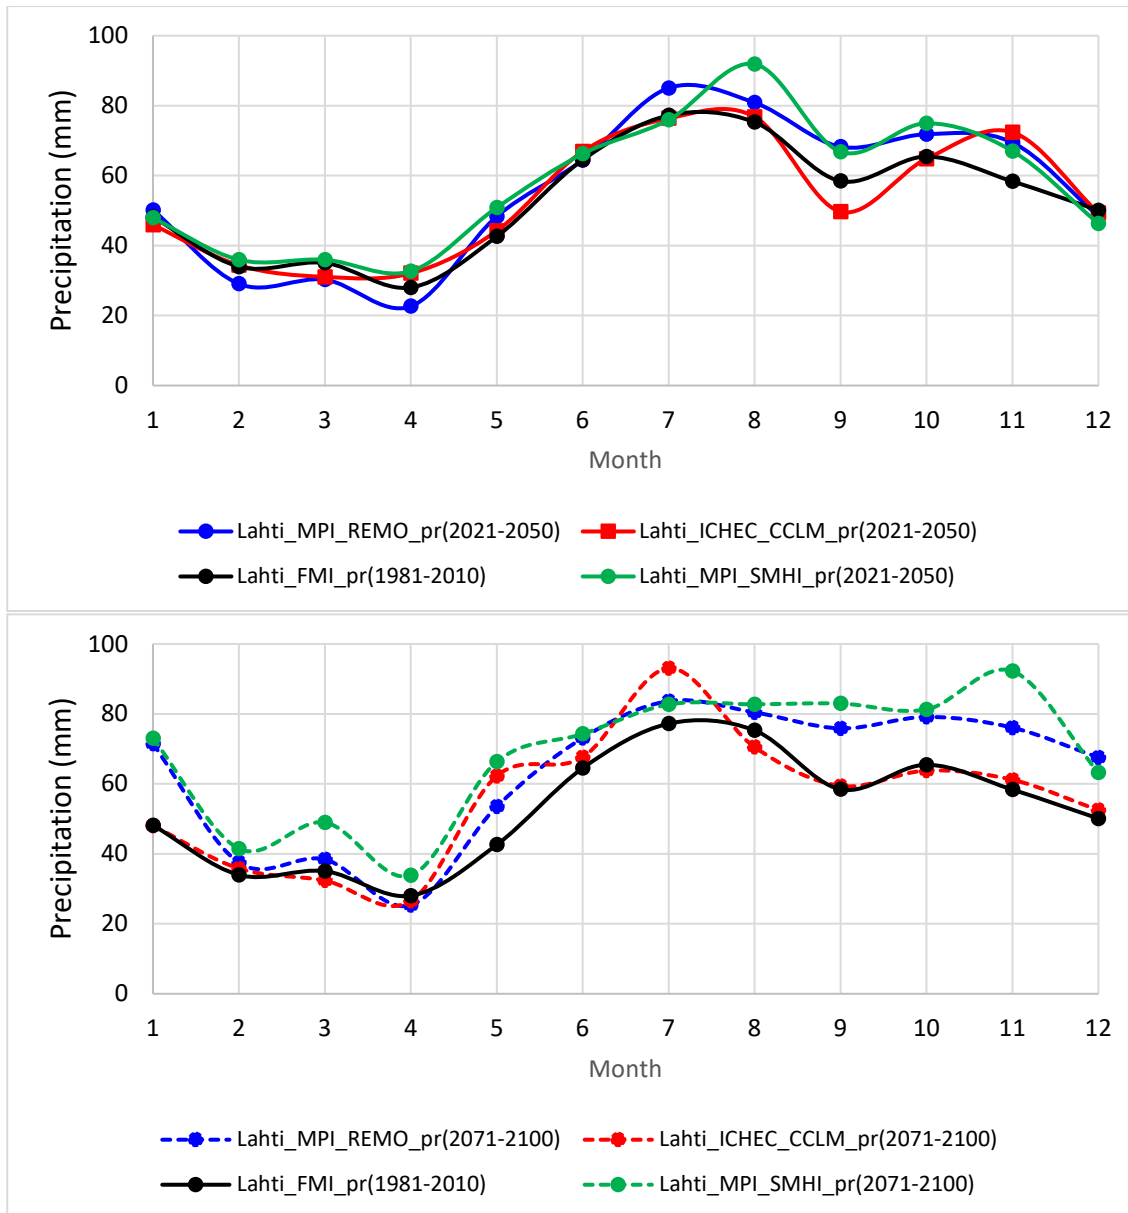 100
80
60
40
20
0
Precipitation (mm)
1 2 3 4 5 6 7 8 9 10 11 12
Month
Lahti_MPI_REMO_pr(2021-2050) Lahti_ICHEC_CCLM_pr(2021-2050)
Lahti_FMI_pr(1981-2010) Lahti_MPI_SMHI_pr(2021-2050)
100
80
60
40
20
0
Precipitation (mm)
1 2 3 4 5 6 7 8 9 10 11 12
Month
Lahti_MPI_REMO_pr(2071-2100) Lahti_ICHEC_CCLM_pr(2071-2100)
Lahti_FMI_pr(1981-2010) Lahti_MPI_SMHI_pr(2071-2100)